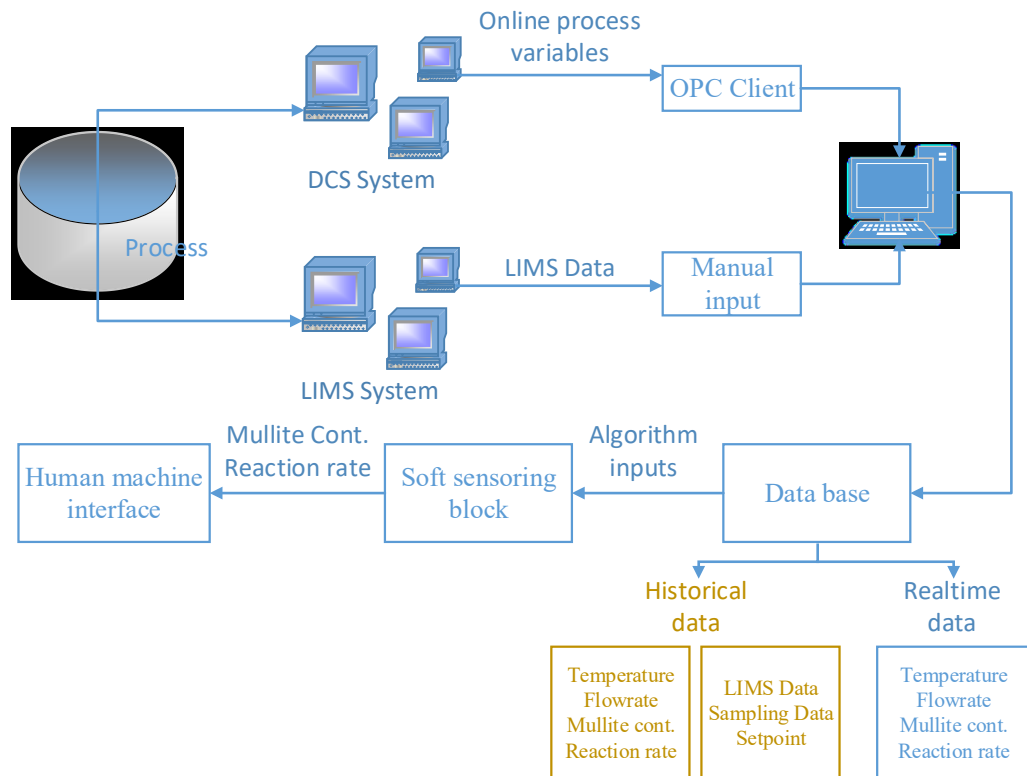 Online process
variables
OPC Client
DCS System
Process
LIMS Data
Manual
input
LIMS System
Mullite Cont.
Reaction rate
Algorithm
inputs
Human machine
interface
Soft sensoring
block
Data base
Historical
data
Realtime
data
Temperature
Flowrate
Mullite cont.
Reaction rate
LIMS Data
Sampling Data
Setpoint
Temperature
Flowrate
Mullite cont.
Reaction rate